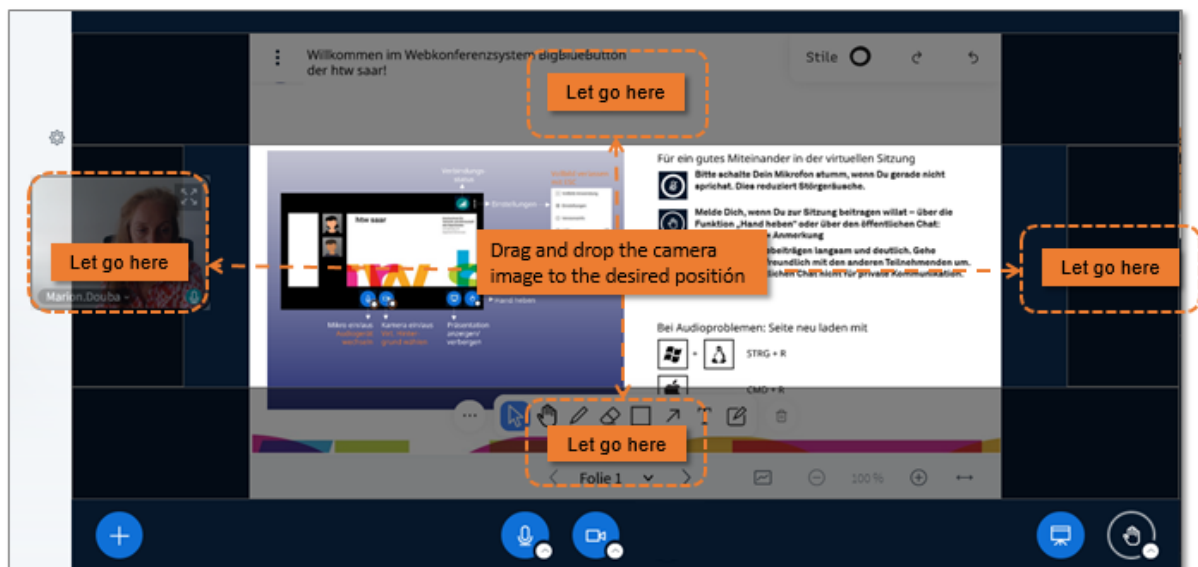 Willkommen im Webkonferenzsystem BigBlueButton
der htw saar!
Stile
Let go here
Für ein gutes Miteinander in der virtuellen Sitzung
Bitte schalte Dein Mikrofon stumm, wenn Du gerade nicht
sprichst. Dies reduziert Störgeräusche.
Melde Dich, wenn Du zur Sitzung beitragen willst – über die
Funktion „Hand heben“ oder über den öffentlichen Chat:
Anmerkung
langsam und deutlich. Gehe
freundlich mit den anderen Teilnehmenden um.
Chat nicht für private Kommunikation.
Verbindungs-
status
Einstellungen
htw saar
Let go here
Marion.Douba
Drag and drop the camera
image to the desired positión
Let go here
Hand heben
Mikro ein/aus
Audiogerät
wechseln
Kamera ein/aus
Virt. Hinter-
grund wählen
Präsentation
anzeigen/
verbergen
Bei Audioproblemen: Seite neu laden mit
+
STRG + R
CMD + R
Let go here
Folie 1
100 %